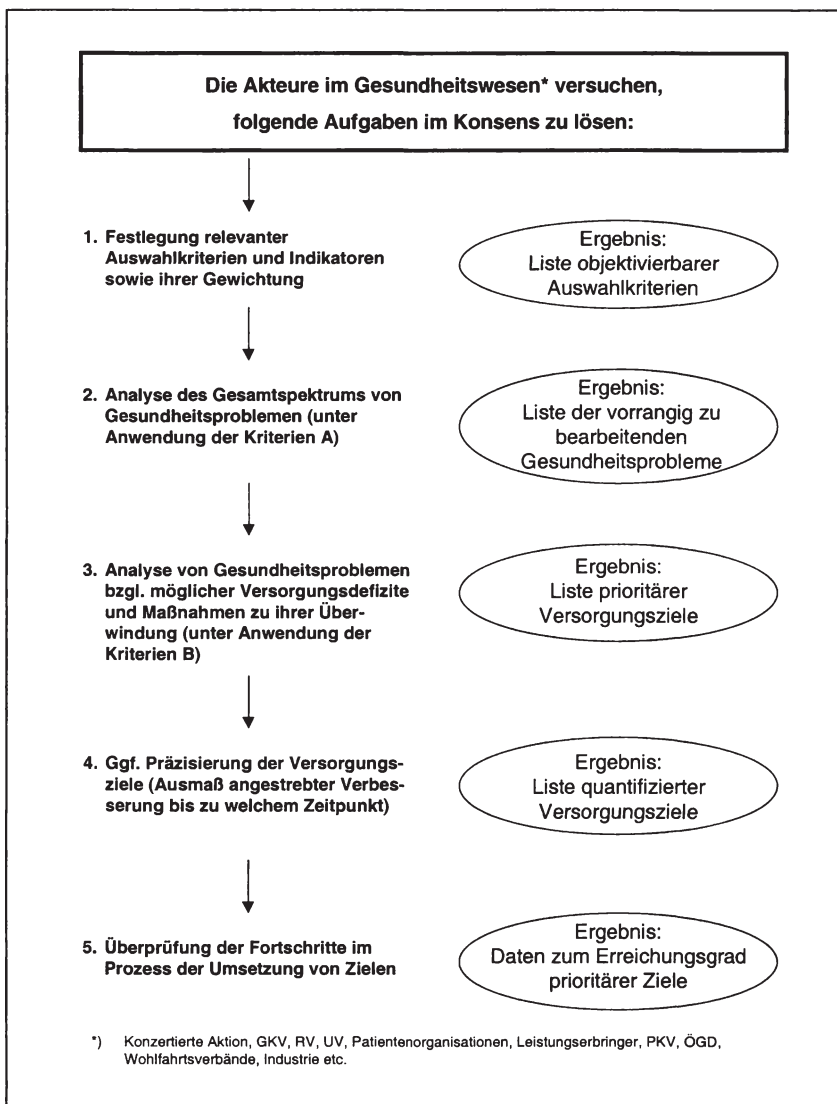 Die Akteure im Gesundheitswesen* versuchen,
folgende Aufgaben im Konsens zu lösen:
1. Festlegung relevanter
Auswahlkriterien und Indikatoren
sowie ihrer Gewichtung
Ergebnis:
Liste objektivierbarer
Auswahlkriterien
2. Analyse des Gesamtspektrums von
Gesundheitsproblemen (unter
Anwendung der Kriterien A)
Ergebnis:
Liste der vorrangig zu
bearbeitenden
Gesundheitsprobleme
3. Analyse von Gesundheitsproblemen
bzgl. möglicher Versorgungsdefizite
und Maßnahmen zu ihrer Über-
windung (unter Anwendung der
Kriterien B)
Ergebnis:
Liste prioritärer
Versorgungsziele
4. Ggf. Präzisierung der Versorgungs-
ziele (Ausmaß angestrebter Verbes-
serung bis zu welchem Zeitpunkt)
Ergebnis:
Liste quantifizierter
Versorgungsziele
5. Überprüfung der Fortschritte im
Prozess der Umsetzung von Zielen
Ergebnis:
Daten zum Erreichungsgrad
prioritärer Ziele
*) Konzertierte Aktion, GKV, RV, UV, Patientenorganisationen, Leistungserbringer, PKV, ÖGD,
Wohlfahrtsverbände, Industrie etc.